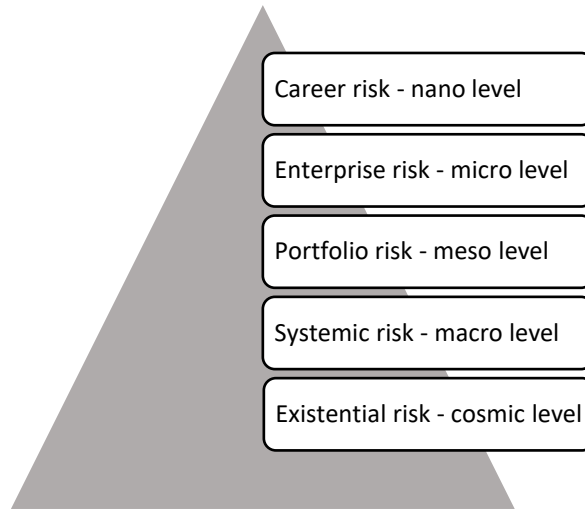 Career risk - nano level
Enterprise risk - micro level
Portfolio risk - meso level
Systemic risk - macro level
Existential risk - cosmic level